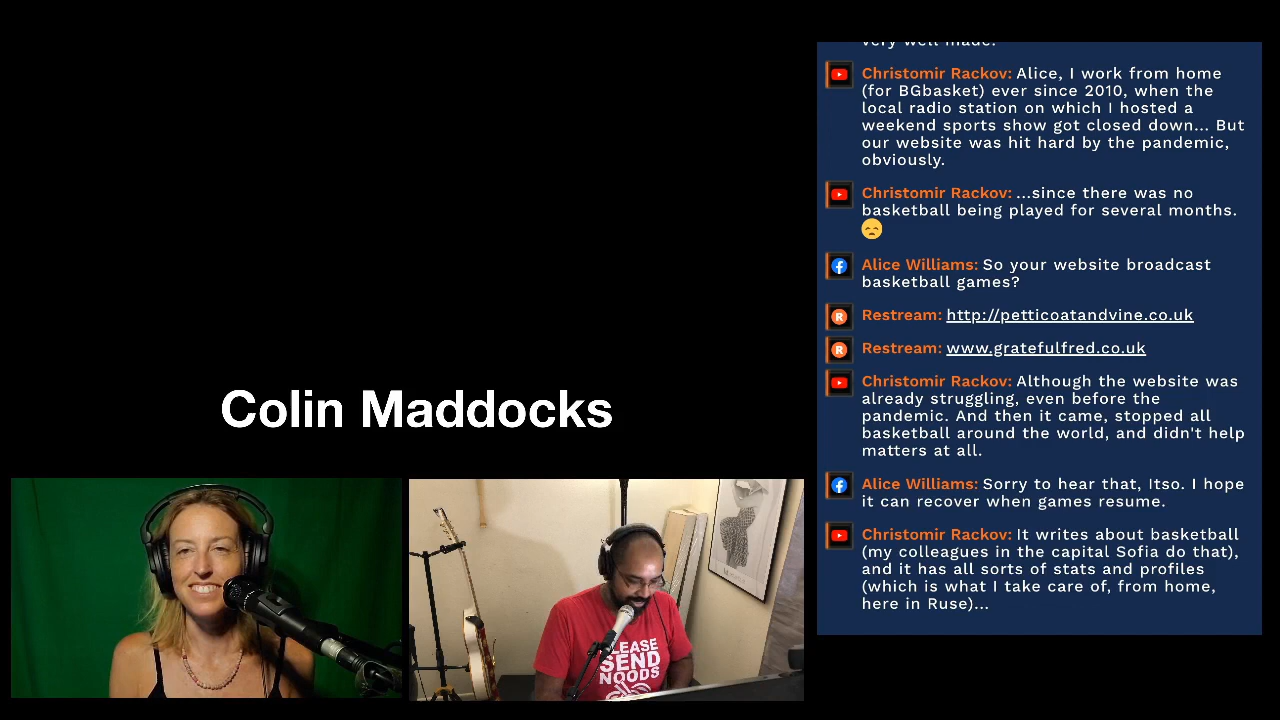 very well made.
Christomir Rackov: Alice, I work from home
(for BGbasket) ever since 2010, when the
local radio station on which I hosted a
weekend sports show got closed down... But
our website was hit hard by the pandemic,
obviously.
Christomir Rackov: ...since there was no
basketball being played for several months.
Alice Williams: So your website broadcast
basketball games?
Restream: http://petticoatandvine.co.uk
Restream: www.gratefulfred.co.uk
Christomir Rackov: Although the website was
already struggling, even before the
pandemic. And then it came, stopped all
basketball around the world, and didn't help
matters at all.
Alice Williams: Sorry to hear that, Itso. I hope
it can recover when games resume.
Christomir Rackov: It writes about basketball
(my colleagues in the capital Sofia do that),
and it has all sorts of stats and profiles
(which is what I take care of, from home,
here in Ruse)...
Colin Maddocks
PLEASE
SEND
NOODS